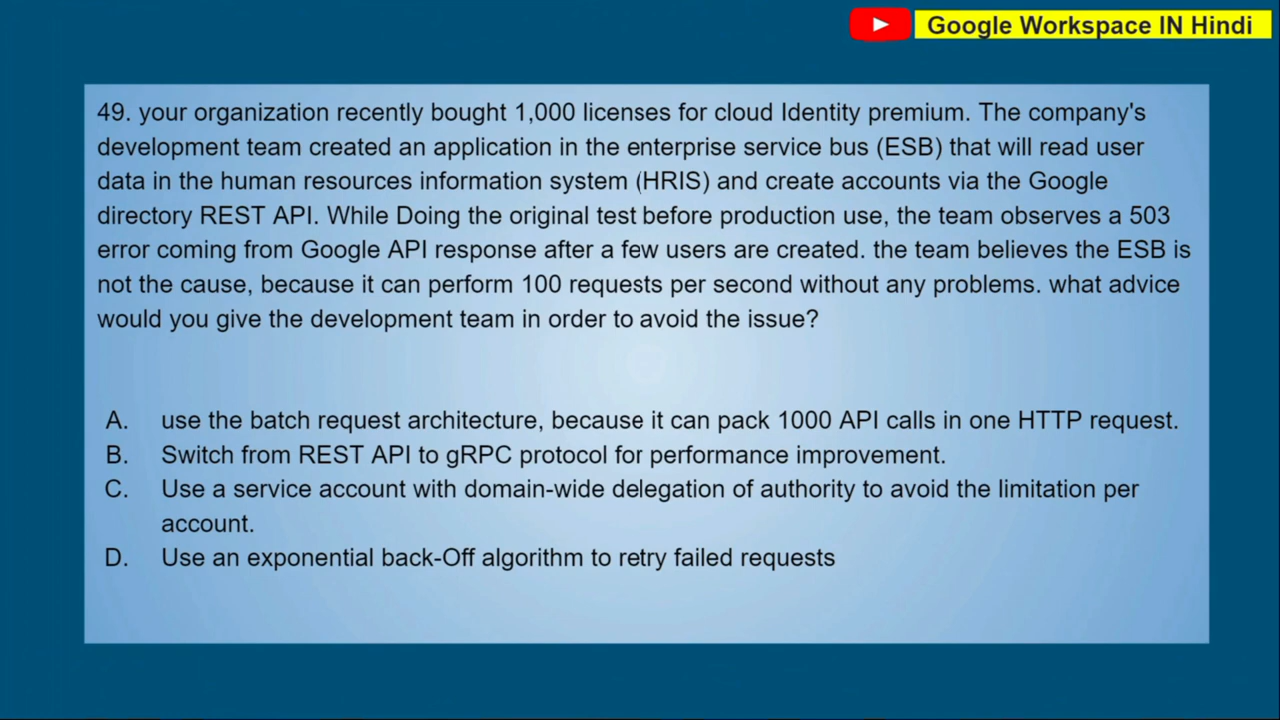 Google Workspace IN Hindi
49. your organization recently bought 1,000 licenses for cloud Identity premium. The company's
development team created an application in the enterprise service bus (ESB) that will read user
data in the human resources information system (HRIS) and create accounts via the Google
directory REST API. While Doing the original test before production use, the team observes a 503
error coming from Google API response after a few users are created. the team believes the ESB is
not the cause, because it can perform 100 requests per second without any problems. what advice
would you give the development team in order to avoid the issue?
A. use the batch request architecture, because it can pack 1000 API calls in one HTTP request.
B. Switch from REST API to gRPC protocol for performance improvement.
C. Use a service account with domain-wide delegation of authority to avoid the limitation per
account.
D. Use an exponential back-Off algorithm to retry failed requests